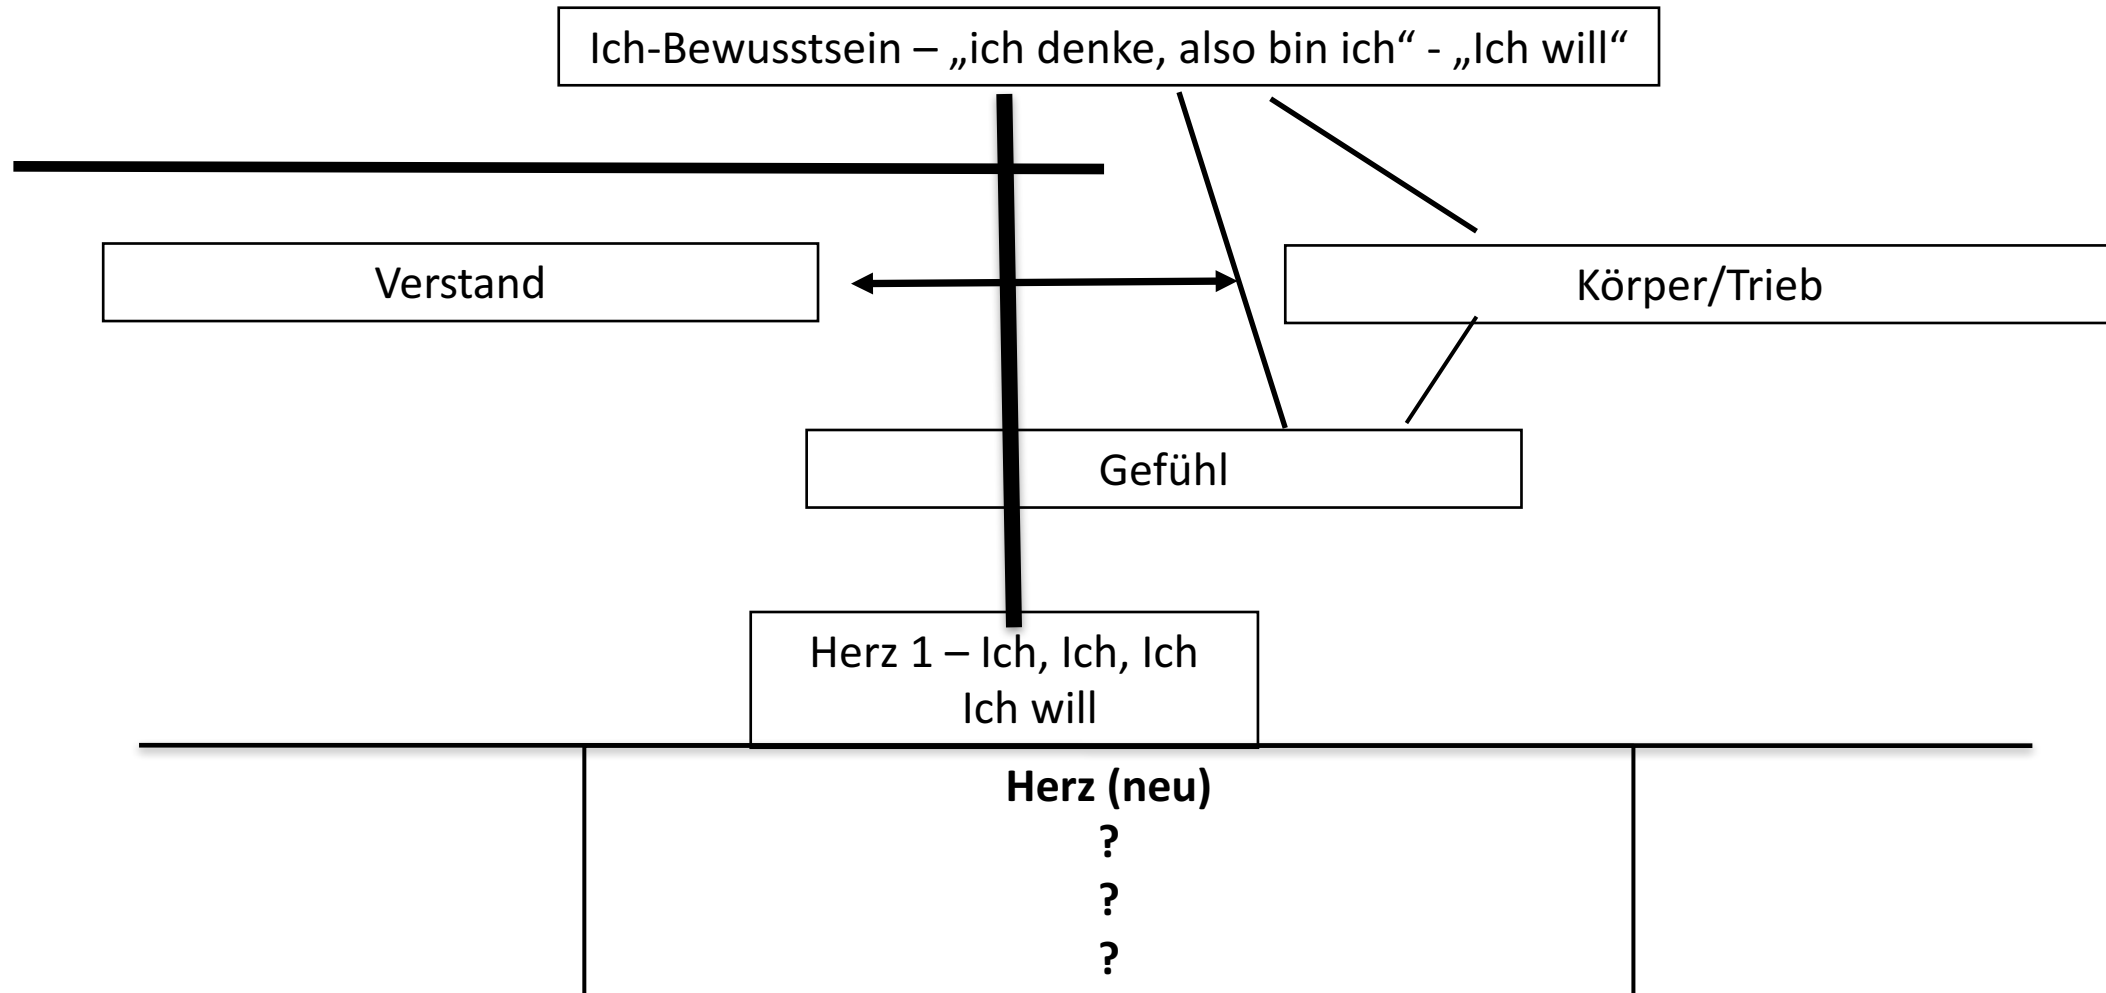 Ich-Bewusstsein – „ich denke, also bin ich“ - „Ich will“
Verstand
Körper/Trieb
Gefühl
Herz 1 – Ich, Ich, Ich
Ich will
Herz (neu)
?
?
?